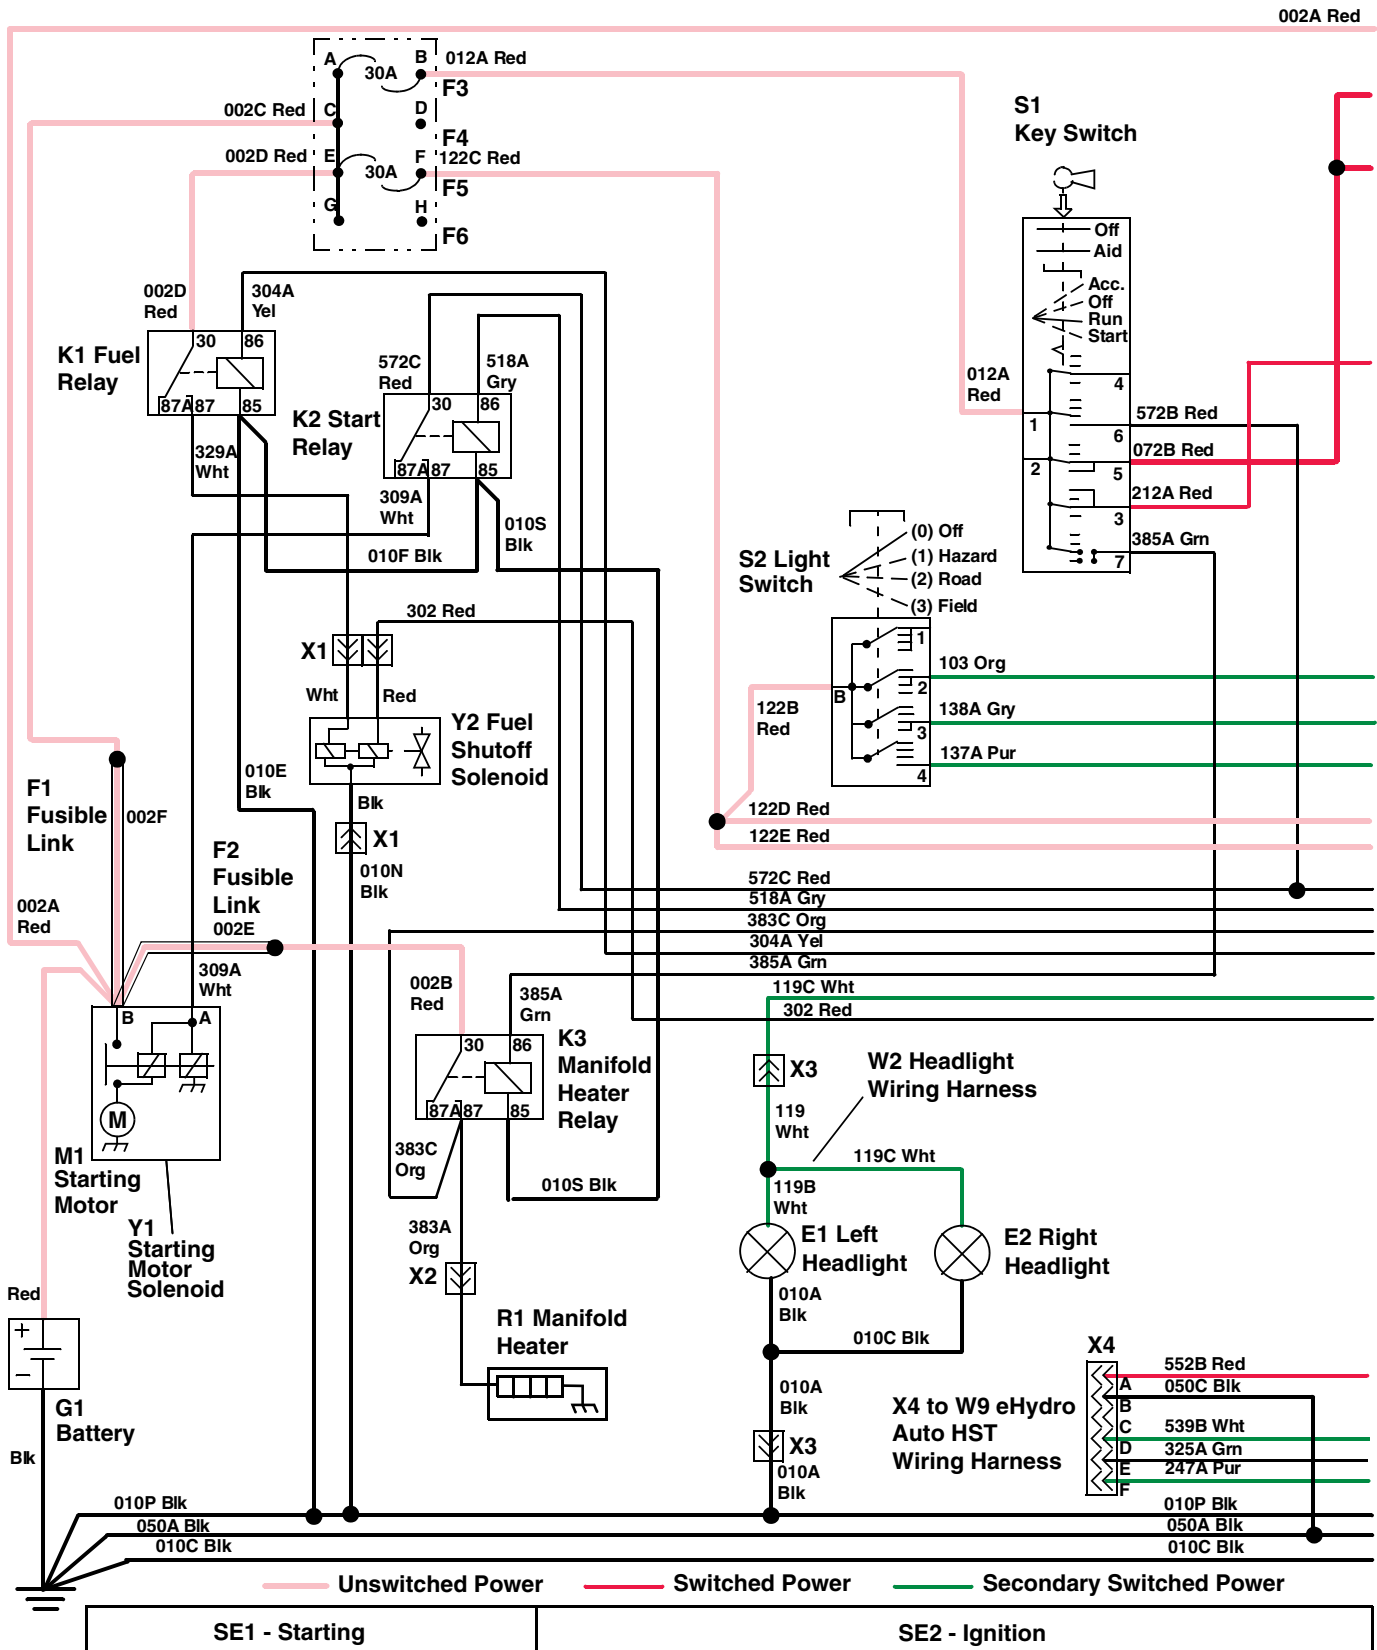 002A Red
A
30A
B
012A Red
F3
002C Red
C
D
F4
002D Red
E
30A
F
122C Red
F5
G
H
F6
S1
Key Switch
Off
Aid
Acc.
Off
Run
Start
002D
Red
304A
Yel
K1 Fuel
Relay
30
86
87A
87
85
572C
Red
518A
Gry
K2 Start
Relay
30
86
87A
87
85
329A
Wht
309A
Wht
010S
Blk
010F Blk
012A
Red
1
2
4
6
5
3
7
572B Red
072B Red
212A Red
385A Grn
S2 Light
Switch
(0) Off
(1) Hazard
(2) Road
(3) Field
302 Red
X1
Wht
Red
Y2 Fuel
Shutoff
Solenoid
B
1
2
3
4
103 Org
138A Gry
137A Pur
122B
Red
010E
Blk
Blk
X1
010N
Blk
F1
Fusible
Link
002F
F2
Fusible
Link
002E
122D Red
122E Red
572C Red
518A Gry
383C Org
304A Yel
385A Grn
119C Wht
302 Red
002A
Red
309A
Wht
B
A
M
002B
Red
385A
Grn
K3
Manifold
Heater
Relay
30
86
87A
87
85
X3
W2 Headlight
Wiring Harness
119
Wht
119C Wht
119B
Wht
M1
Starting
Motor
Y1
Starting
Motor
Solenoid
383C
Org
010S Blk
383A
Org
X2
E1 Left
Headlight
E2 Right
Headlight
010A
Blk
010C Blk
Red
+
−
G1
Battery
Blk
R1 Manifold
Heater
010A
Blk
X3
010A
Blk
X4
X4 to W9 eHydro
Auto HST
Wiring Harness
A
B
C
D
E
F
552B Red
050C Blk
539B Wht
325A Grn
247A Pur
010P Blk
050A Blk
010C Blk
010P Blk
050A Blk
010C Blk
Unswitched Power
Switched Power
Secondary Switched Power
SE1 - Starting
SE2 - Ignition